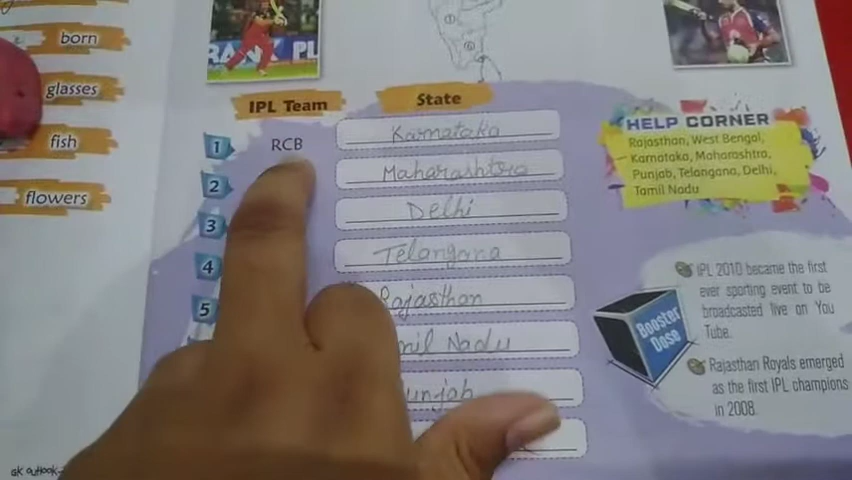 born
glasses
fish
flowers
IPL Team
State
1 RCB Karnataka
2 Maharashtra
3 Delhi
4 Telangana
5 Rajasthan
Nadu
unjab
HELP CORNER
Rajasthan, West Bengal,
Karnataka, Maharashtra,
Punjab, Telangana, Delhi,
Tamil Nadu
Booster
Dose
IPL 2010 became the first
ever sporting event to be
broadcasted live on You
Tube.
Rajasthan Royals emerged
as the first IPL champions
in 2008.